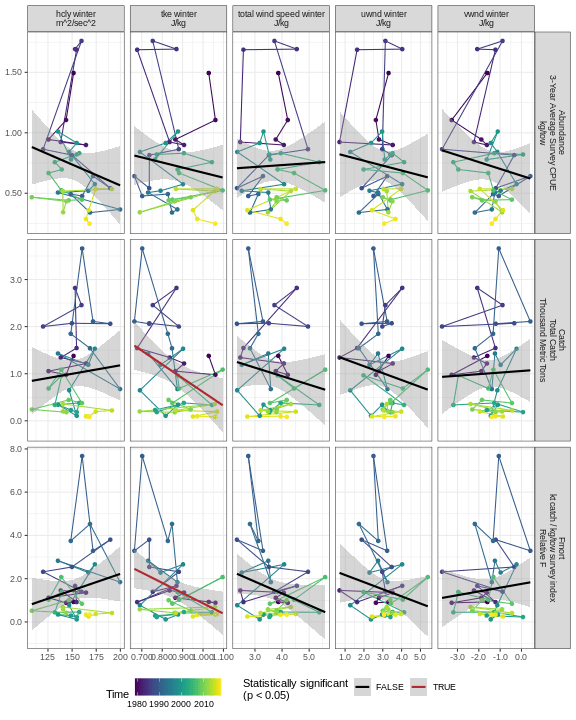 hcly winter
m^2/sec^2
tke winter
J/kg
total wind speed winter
J/kg
uwnd winter
J/kg
vwnd winter
J/kg
1.50
1.00
0.50
Abundance
3-Year Average Survey CPUE
kg/tow
3.0
2.0
1.0
0.0
Catch
Total Catch
Thousand Metric Tons
8.0
6.0
4.0
2.0
0.0
Fmort
kt catch / kg/tow survey index
Relative F
125 150 175 200
0.700 0.800 0.900 1.000 1.100
3.0 4.0 5.0
1.0 2.0 3.0 4.0 5.0
-3.0 -2.0 -1.0 0.0
Time
1980 1990 2000 2010
Statistically significant
(p < 0.05)
FALSE
TRUE